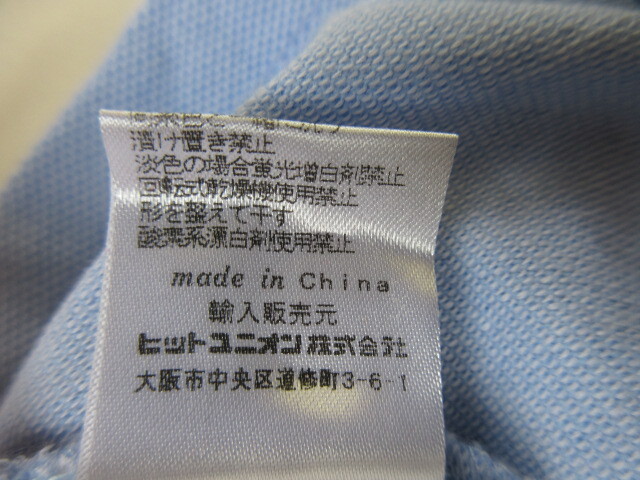 漬け置き禁止
淡色の場合蛍光増白剤禁止
回転式乾燥機使用禁止
形を整えて干す
酸素系漂白剤使用禁止
made in China
輸入販売元
ヒットユニオン株式会社
大阪市中央区道修町3-6-1